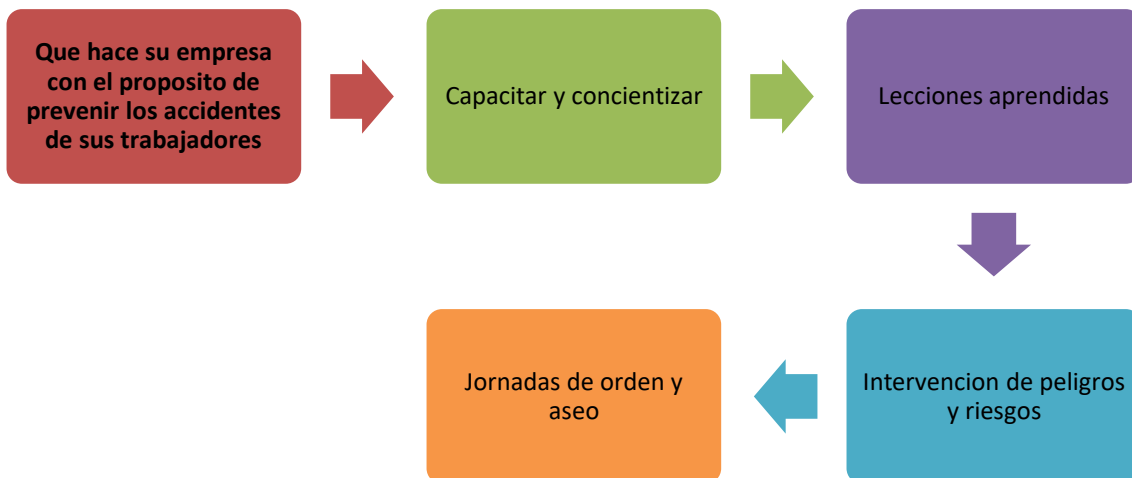 Que hace su empresa
con el proposito de
prevenir los accidentes
de sus trabajadores
Capacitar y concientizar
Lecciones aprendidas
Intervencion de peligros
y riesgos
Jornadas de orden y
aseo